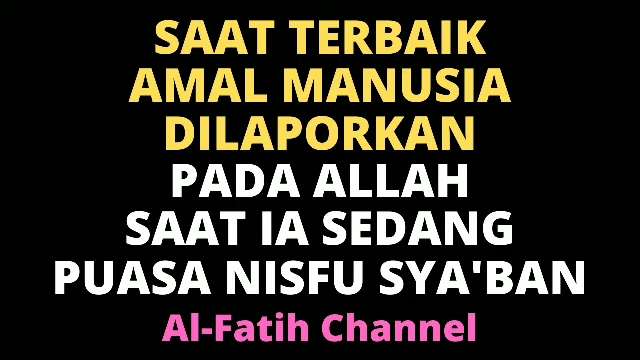 SAAT TERBAIK
AMAL MANUSIA
DILAPORKAN
PADA ALLAH
SAAT IA SEDANG
PUASA NISFU SYA'BAN
Al-Fatih Channel